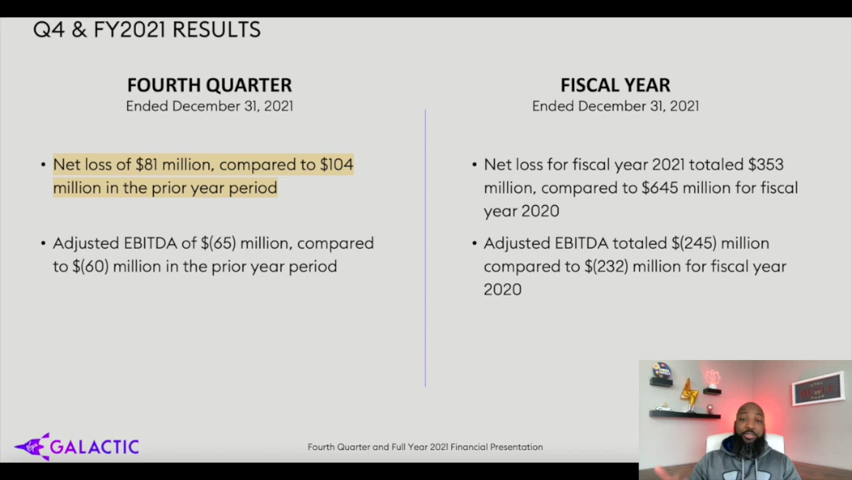 Q4 & FY2021 RESULTS
FOURTH QUARTER
Ended December 31, 2021
• Net loss of $81 million, compared to $104
million in the prior year period
• Adjusted EBITDA of $(65) million, compared
to $(60) million in the prior year period
FISCAL YEAR
Ended December 31, 2021
• Net loss for fiscal year 2021 totaled $353
million, compared to $645 million for fiscal
year 2020
• Adjusted EBITDA totaled $(245) million
compared to $(232) million for fiscal year
2020
GALACTIC
Fourth Quarter and Full Year 2021 Financial Presentation